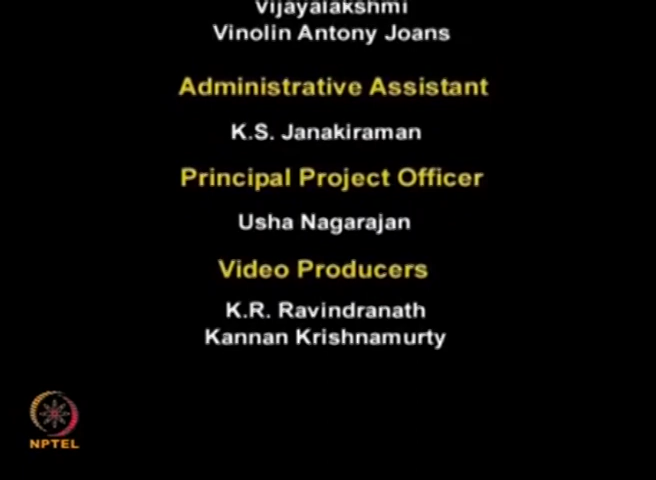 Vijayalakshmi
Vinolin Antony Joans
Administrative Assistant
K.S. Janakiraman
Principal Project Officer
Usha Nagarajan
Video Producers
K.R. Ravindranath
Kannan Krishnamurty
NPTEL